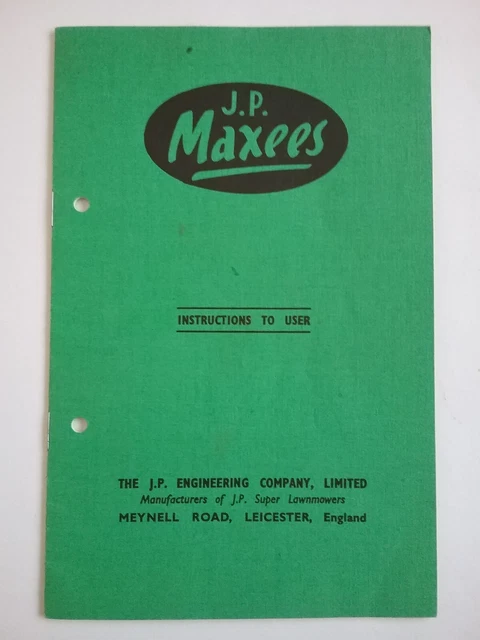 J.P.
Maxees
INSTRUCTIONS TO USER
THE J.P. ENGINEERING COMPANY, LIMITED
Manufacturers of J.P. Super Lawnmowers
MEYNELL ROAD, LEICESTER, England